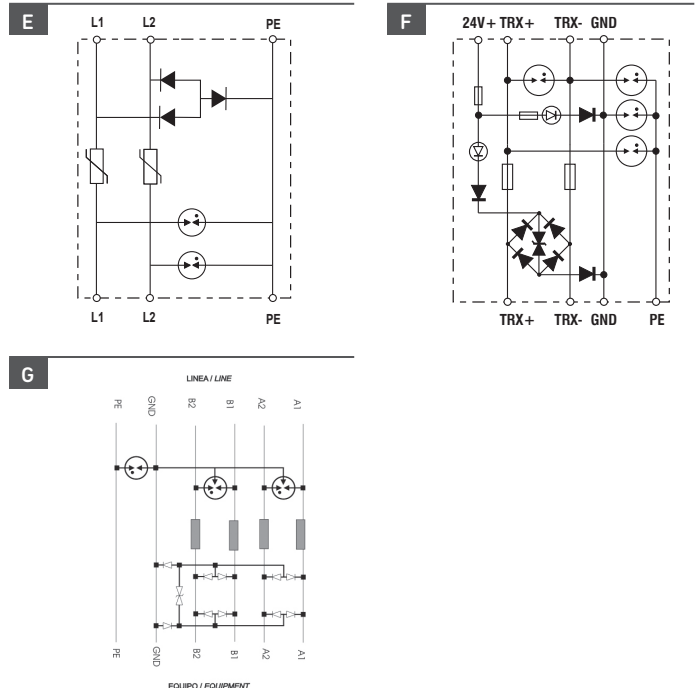 E
L1 L2 PE
L1 L2 PE
F
24V+ TRX+ TRX- GND
TRX+ TRX- GND PE
G
LINEA / LINE
PE GND B2 B1 A2 A1
PE GND B2 B1 A2 A1
EQUIPO / EQUIPMENT